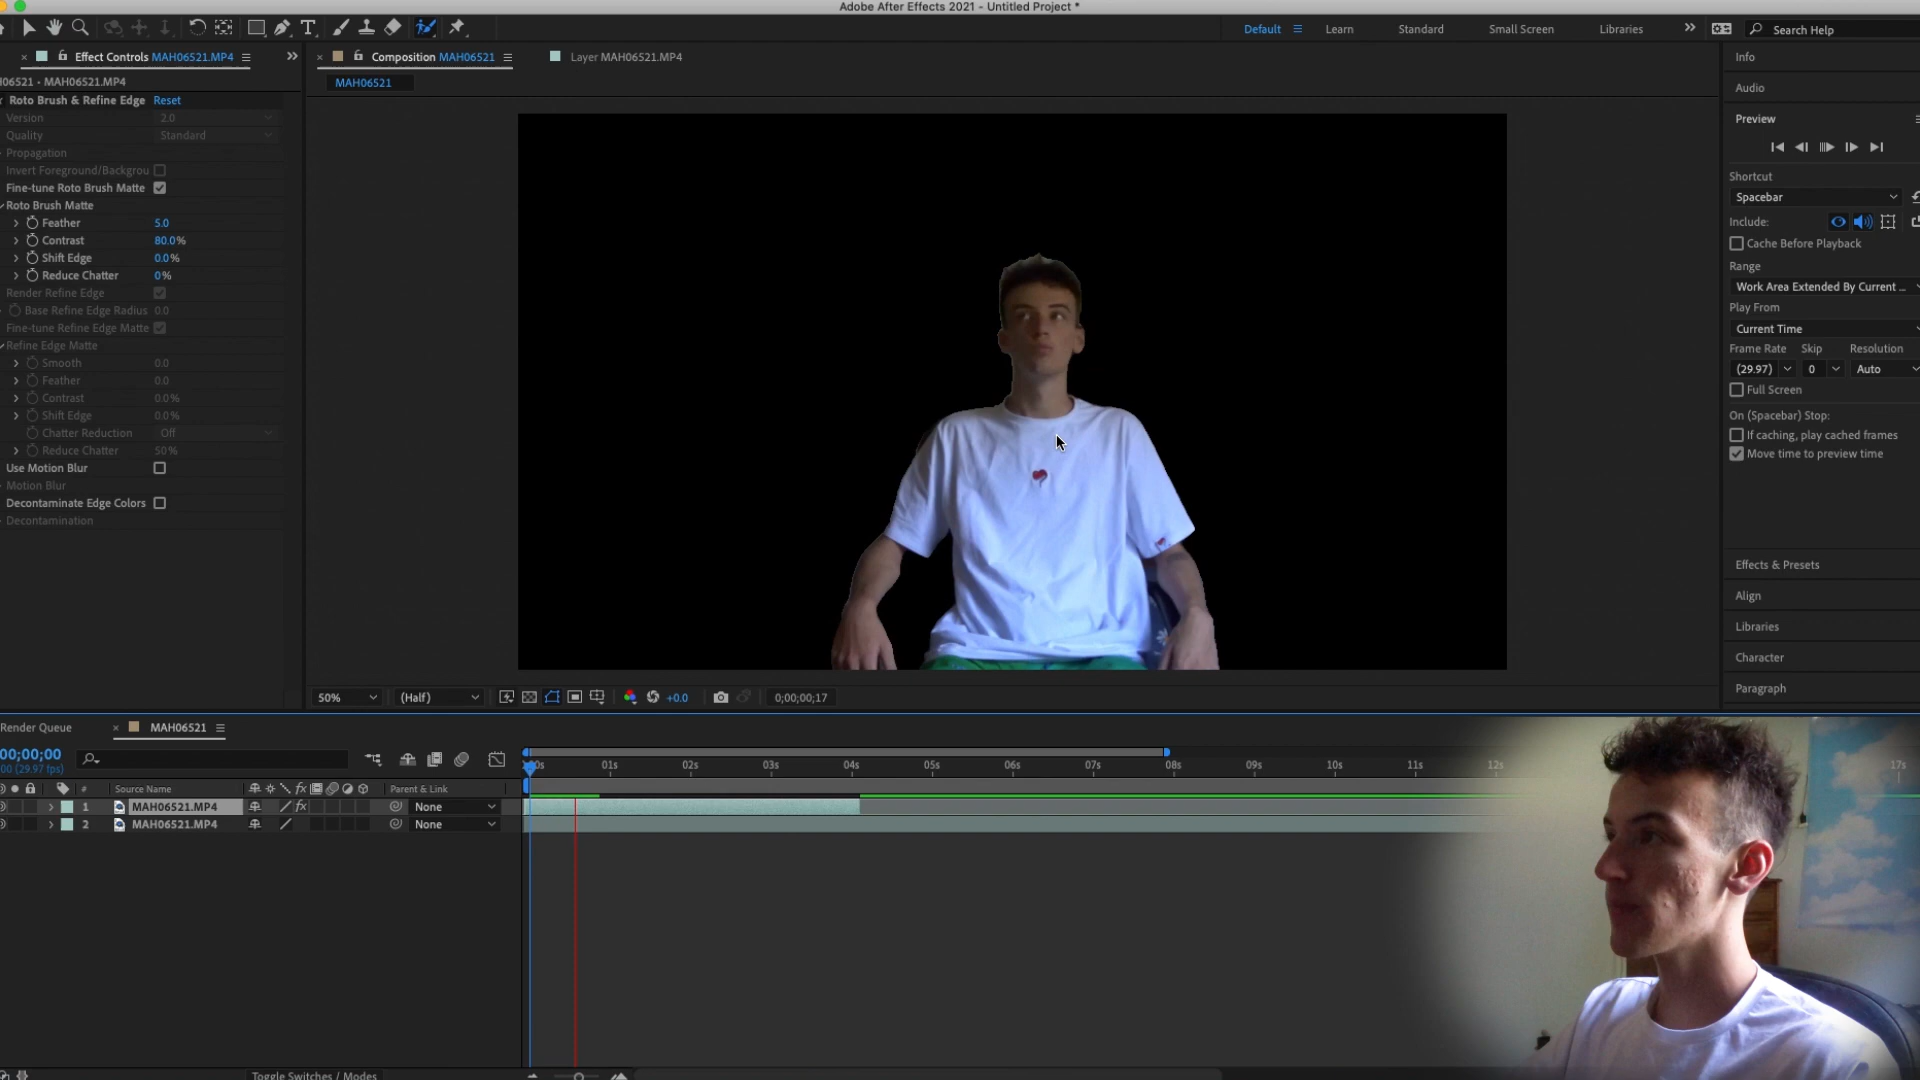 Adobe After Effects 2021 - Untitled Project *
Default
Learn
Standard
Small Screen
Libraries
Search Help
Effect Controls MAH06521.MP4
Composition MAH06521
Layer MAH06521.MP4
Info
06521 - MAH06521.MP4
MAH06521
Audio
Roto Brush & Refine Edge Reset
Version 2.0
Quality Standard
Propagation
Invert Foreground/Backgrou
Fine-tune Roto Brush Matte
Roto Brush Matte
Feather 5.0
Contrast 80.0%
Shift Edge 0.0%
Reduce Chatter 0%
Render Refine Edge
Base Refine Edge Radius 0.0
Fine-tune Refine Edge Matte
Refine Edge Matte
Smooth 0.0
Feather 0.0
Contrast 0.0%
Shift Edge 0.0%
Chatter Reduction Off
Reduce Chatter 50%
Use Motion Blur
Motion Blur
Decontaminate Edge Colors
Decontamination
Preview
Shortcut
Spacebar
Include:
Cache Before Playback
Range
Work Area Extended By Current ...
Play From
Current Time
Frame Rate Skip Resolution
(29.97) 0 Auto
Full Screen
On (Spacebar) Stop:
If caching, play cached frames
Move time to preview time
Effects & Presets
Align
Libraries
Character
Paragraph
50% (Half) +0.0 0;00;00;17
Render Queue MAH06521
00;00;00
00 (29.97 fps)
00s 01s 02s 03s 04s 05s 06s 07s 08s 09s 10s 11s 12s 17s
# Source Name fx Parent & Link
1 MAH06521.MP4 fx None
2 MAH06521.MP4 None
Toggle Switches / Modes